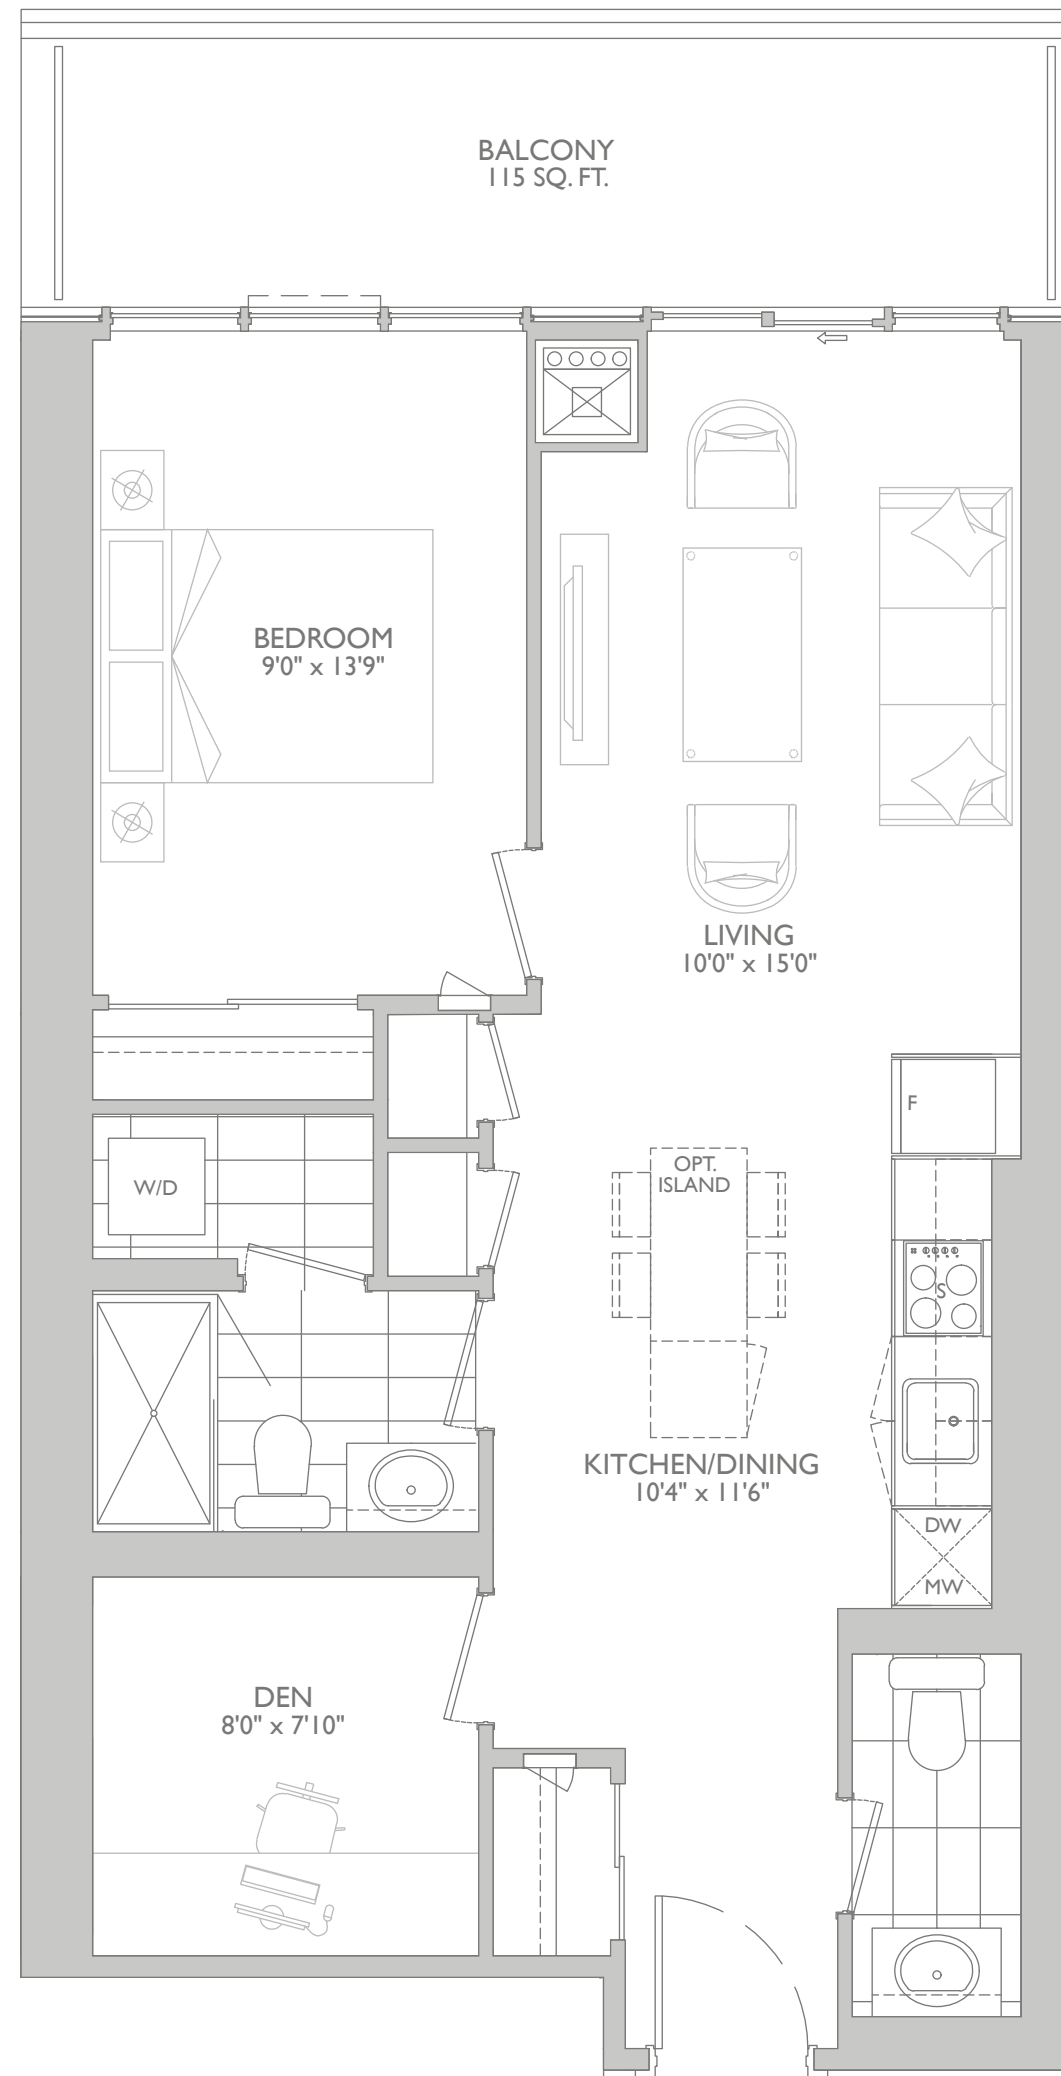 BALCONY
115 SQ. FT.
BEDROOM
9'0" x 13'9"
LIVING
10'0" x 15'0"
F
OPT.
ISLAND
W/D
S
KITCHEN/DINING
10'4" x 11'6"
DW
MW
DEN
8'0" x 7'10"